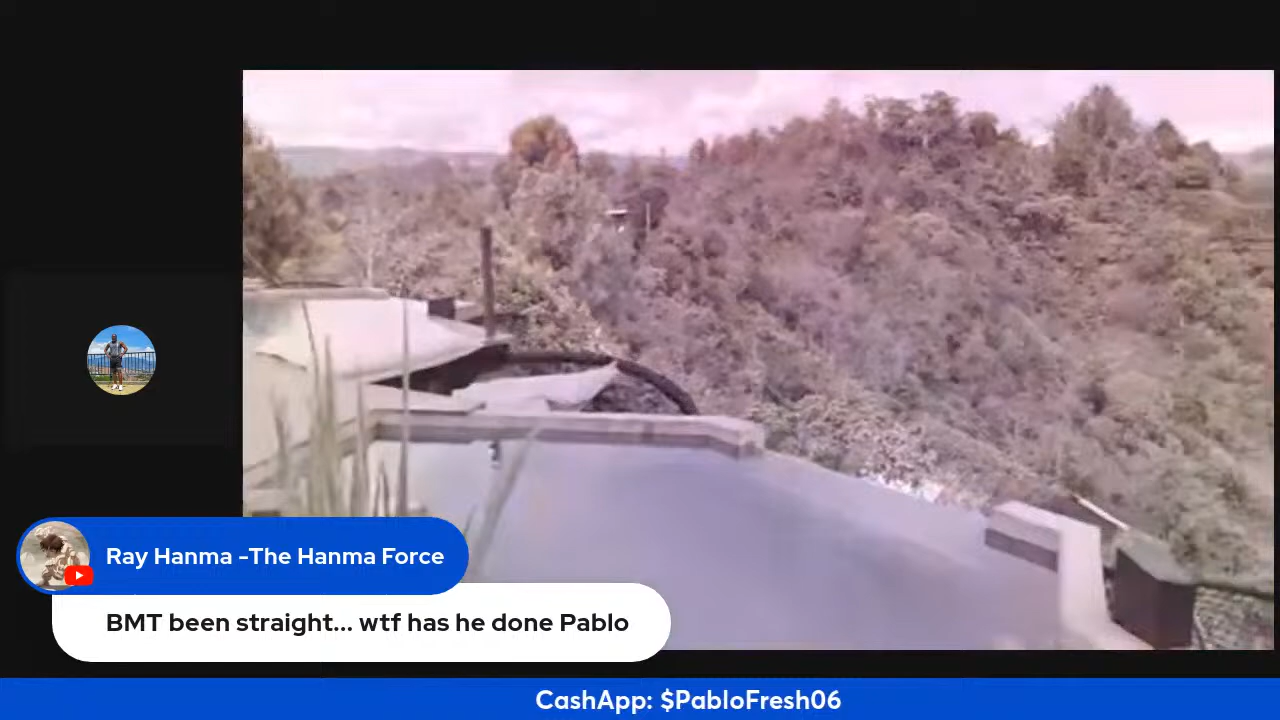 Ray Hanma -The Hanma Force
BMT been straight... wtf has he done Pablo
CashApp: $PabloFresh06